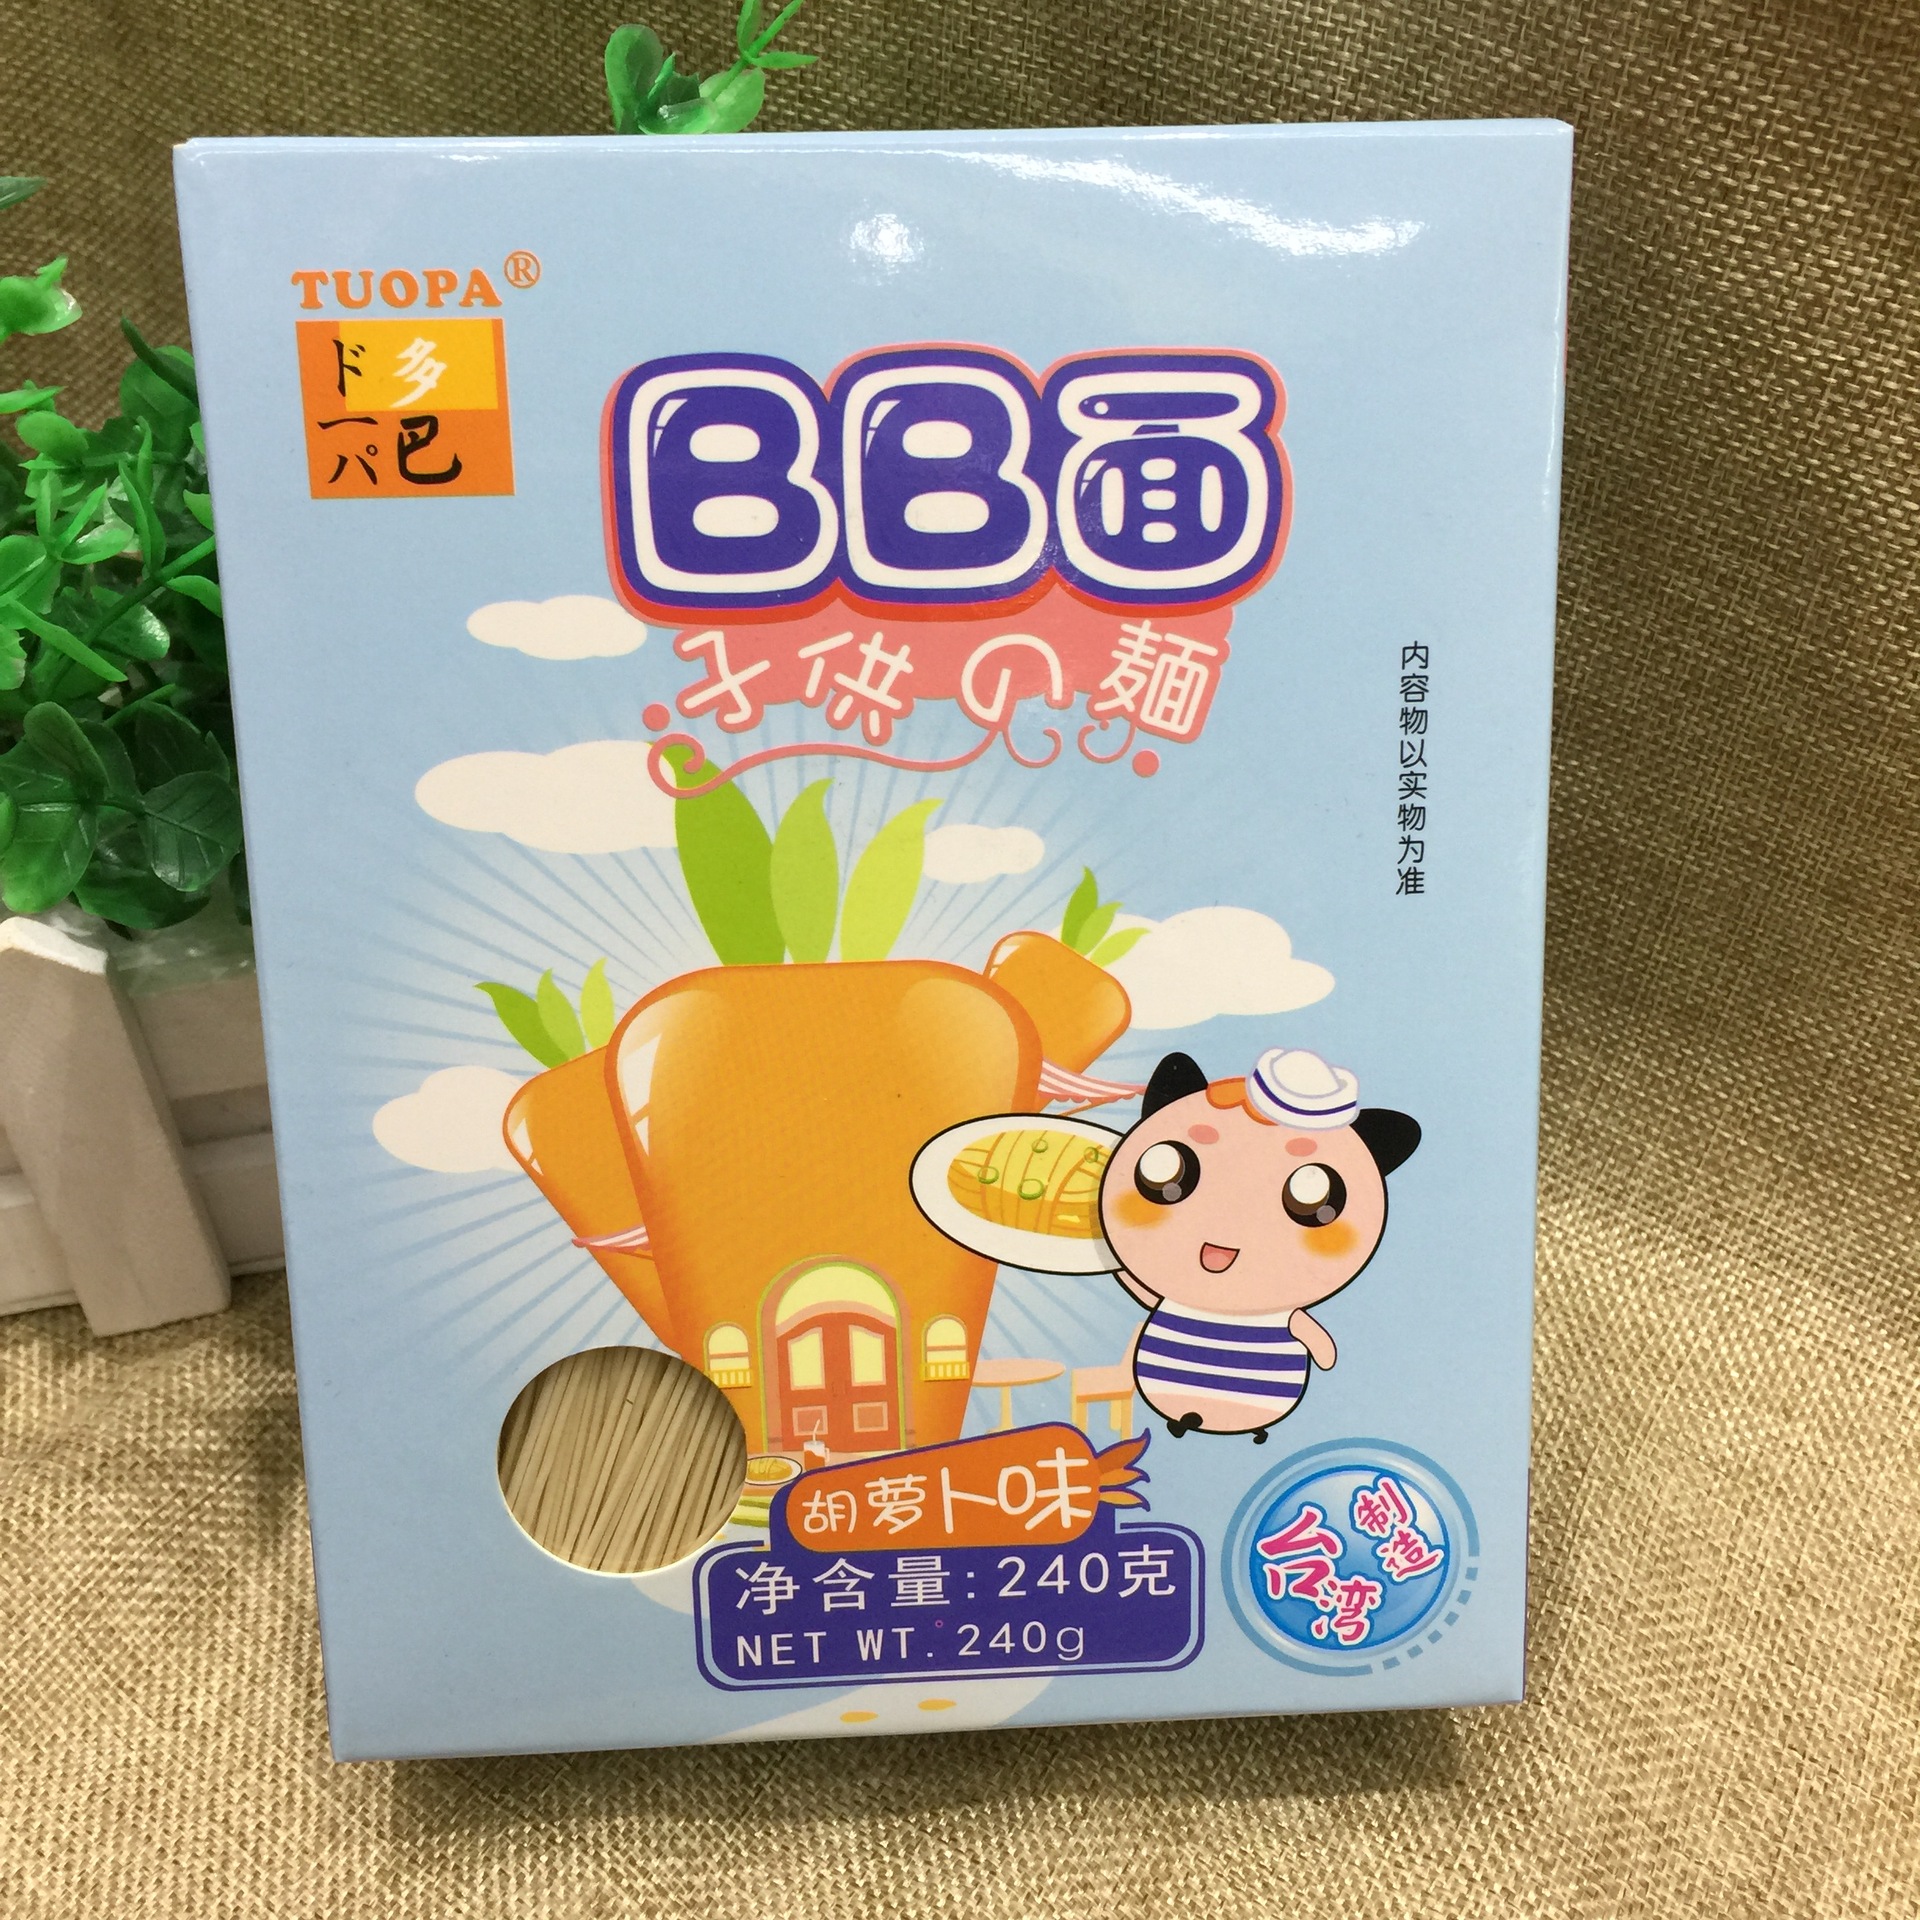 TUOPA®
ド多
一巴
パ
BB面
子供の麺
内容物以实物为准
胡萝卜味
净含量:240克
NET WT. 240g
台湾
制造